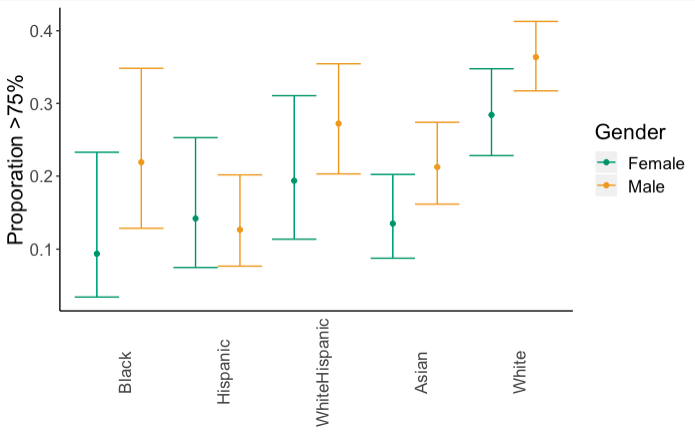 Proporation >75%
0.4
0.3
0.2
0.1
Black
Hispanic
WhiteHispanic
Asian
White
Gender
Female
Male